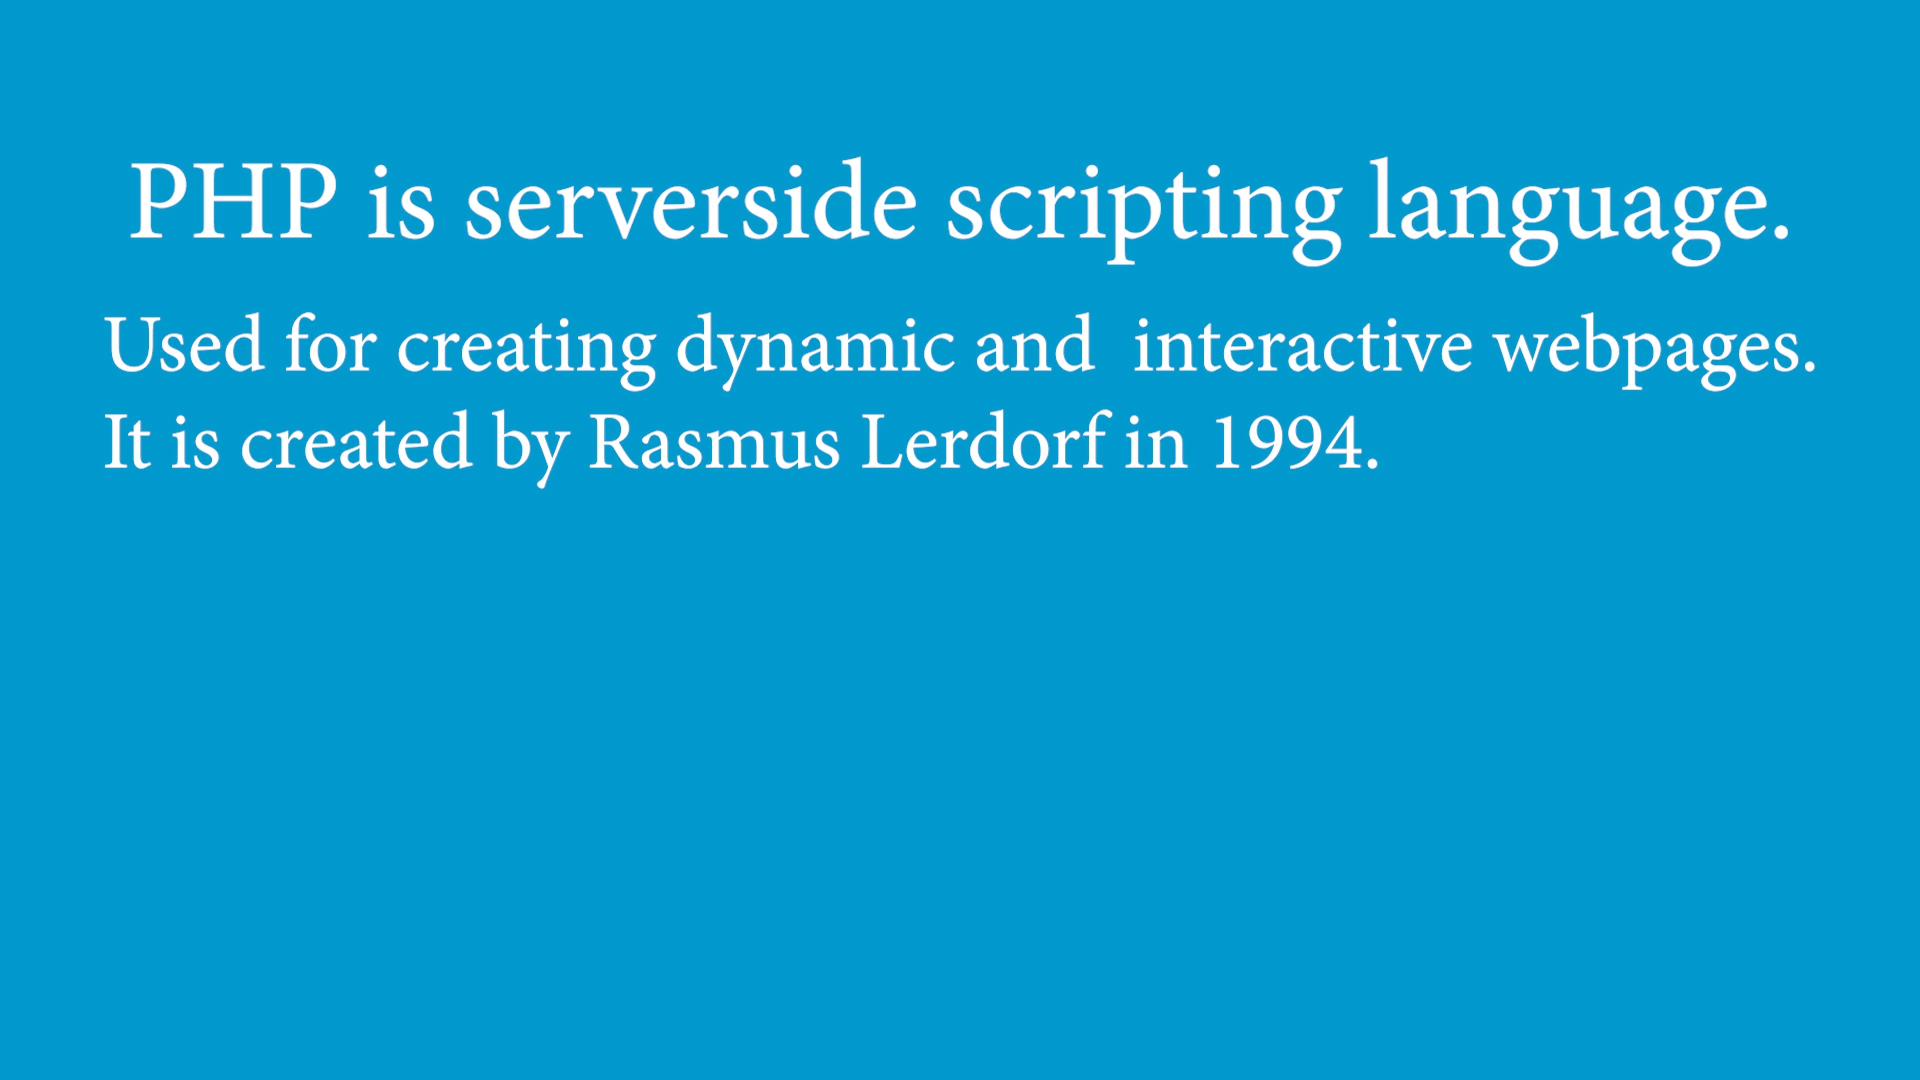 PHP is serverside scripting language.
Used for creating dynamic and  interactive webpages.
It is created by Rasmus Lerdorf in 1994.